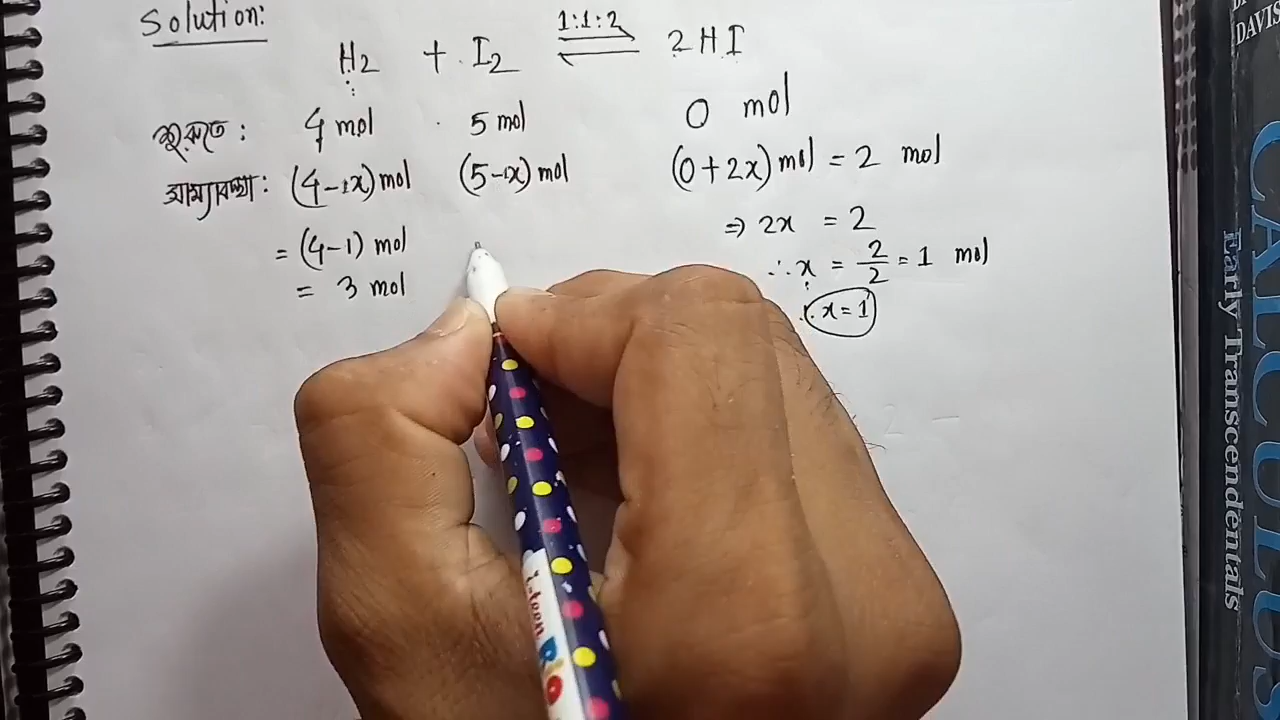 Solution:
1:1:2
H2 + I2 ⇌ 2HI
শুরুতে: 4 mol 5 mol 0 mol
সাম্যাবস্থা: (4-1x) mol (5-1x) mol (0+2x) mol = 2 mol
⇒ 2x = 2
= (4-1) mol
∴ x = 2/2 = 1 mol
= 3 mol
∴ x = 1
DAVIS
CALCULUS
Early Transcendentals